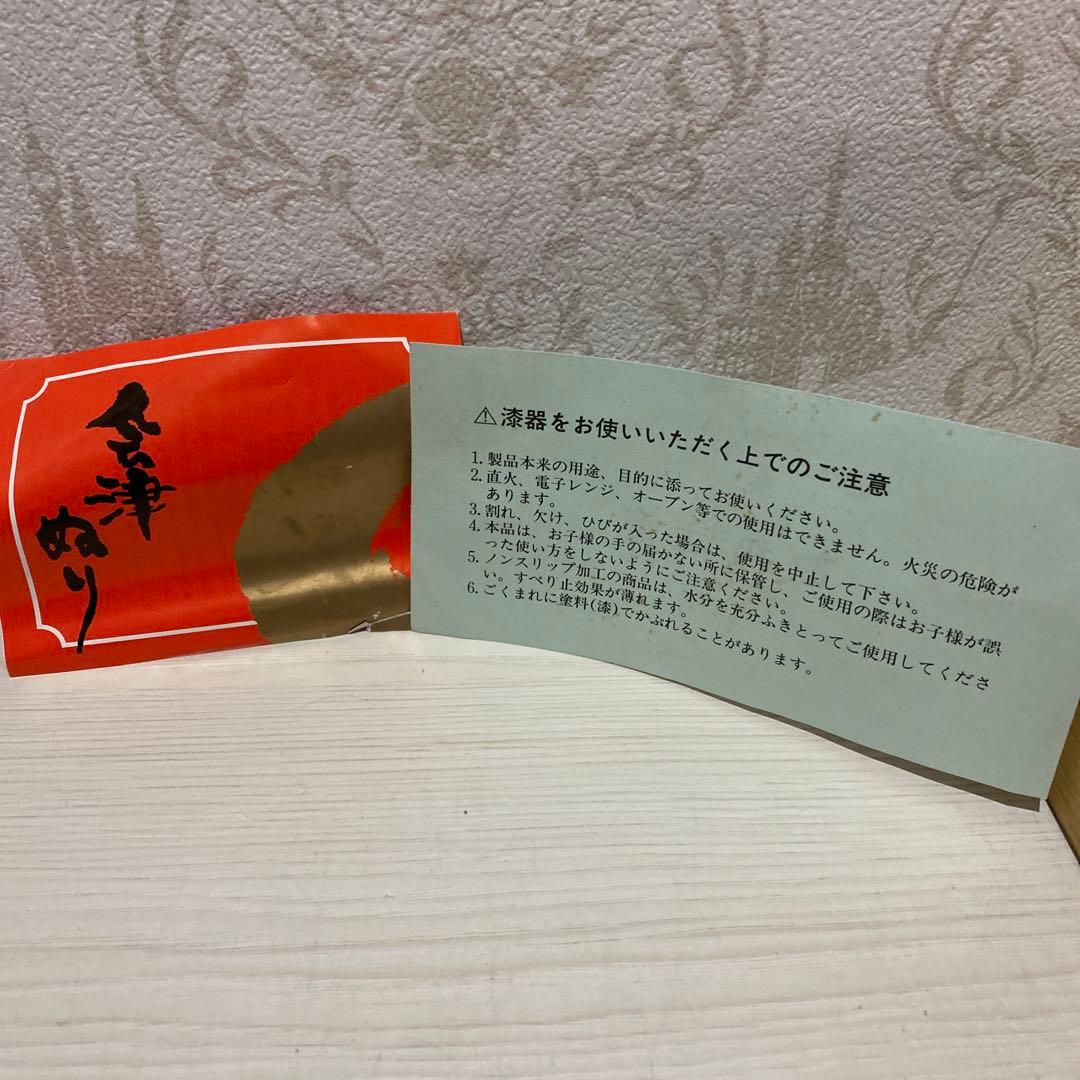 会津
ぬり
⚠漆器をお使いいただく上でのご注意
1. 製品本来の用途、目的に添ってお使いください。
2. 直火、電子レンジ、オーブン等での使用はできません。火災の危険が
あります。
3. 割れ、欠け、ひびが入った場合は、使用を中止して下さい。
4. 本品は、お子様の手の届かない所に保管し、ご使用の際はお子様が誤
った使い方をしないようにご注意ください。
5. ノンスリップ加工の商品は、水分を充分ふきとってご使用してくださ
い。すべり止効果が薄れます。
6. ごくまれに塗料(漆)でかぶれることがあります。